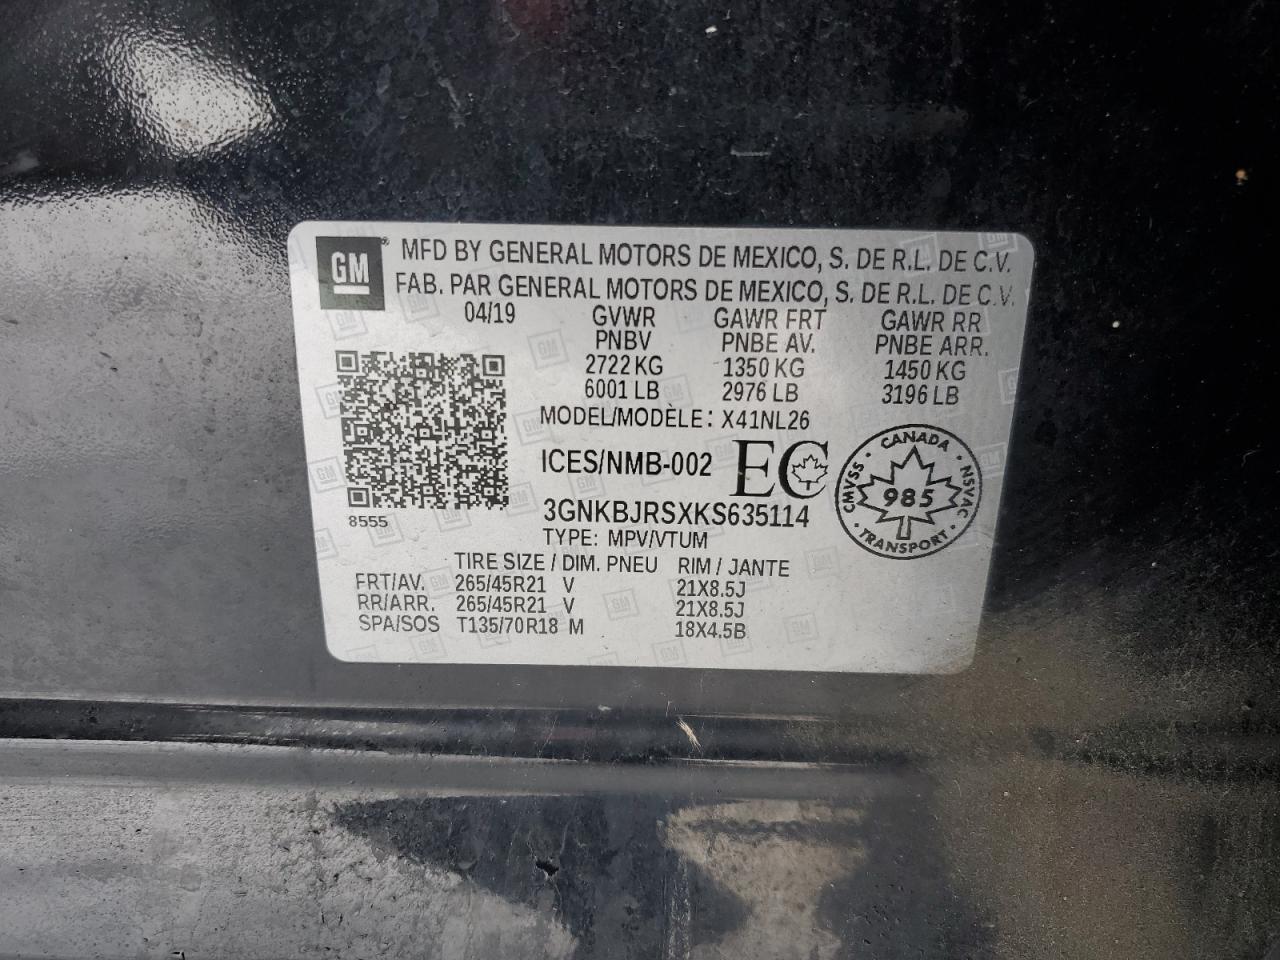 GM® MFD BY GENERAL MOTORS DE MEXICO, S. DE R.L. DE C.V.
FAB. PAR GENERAL MOTORS DE MEXICO, S. DE R.L. DE C.V.
04/19 GVWR GAWR FRT GAWR RR
PNBV PNBE AV. PNBE ARR.
2722 KG 1350 KG 1450 KG
6001 LB 2976 LB 3196 LB
MODEL/MODÈLE : X41NL26
ICES/NMB-002 EC
CANADA
CMVSS 985 NSVAC
TRANSPORT
3GNKBJRSXKS635114
8555
TYPE: MPV/VTUM
TIRE SIZE / DIM. PNEU RIM / JANTE
FRT/AV. 265/45R21 V 21X8.5J
RR/ARR. 265/45R21 V 21X8.5J
SPA/SOS T135/70R18 M 18X4.5B